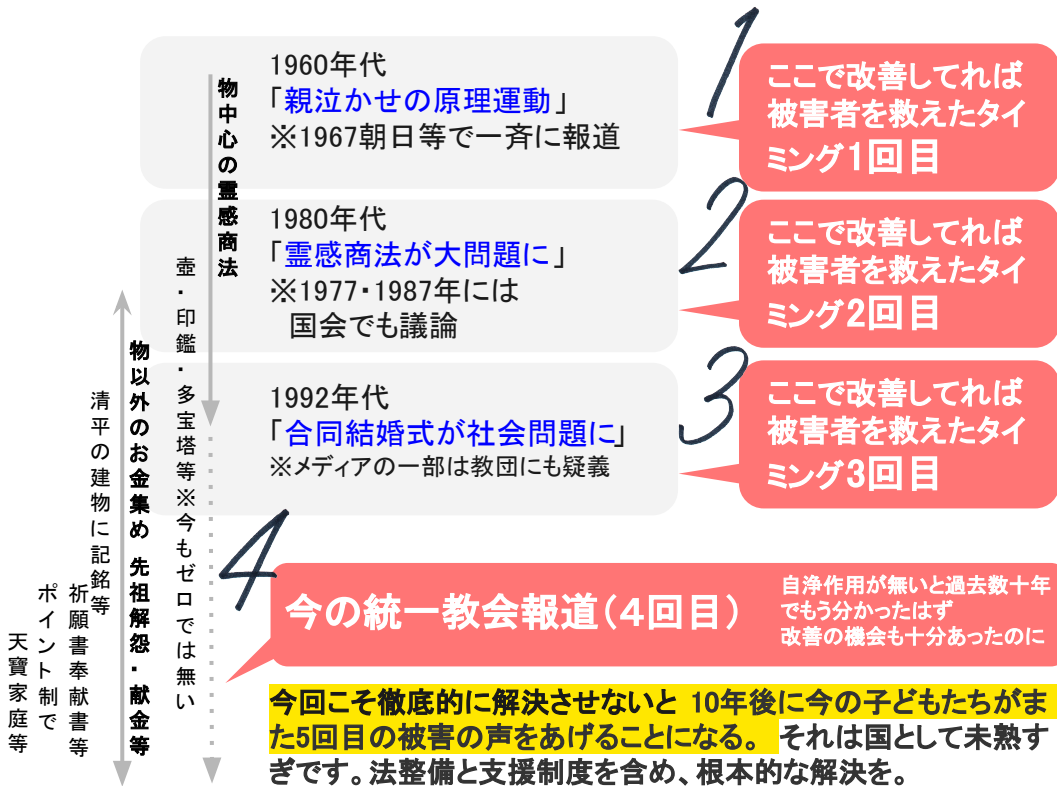 1960年代
「親泣かせの原理運動」
※1967朝日等で一斉に報道
1
ここで改善してれば
被害者を救えたタイ
ミング1回目
1980年代
「霊感商法が大問題に」
※1977・1987年には
国会でも議論
2
ここで改善してれば
被害者を救えたタイ
ミング2回目
1992年代
「合同結婚式が社会問題に」
※メディアの一部は教団にも疑義
3
ここで改善してれば
被害者を救えたタイ
ミング3回目
物中心の霊感商法
壺・印鑑・多宝塔等※今もゼロでは無い
物以外のお金集め 先祖解怨・献金等
清平の建物に記銘等
祈願書奉献書等
ポイント制で
天寶家庭等
4
今の統一教会報道(4回目)
自浄作用が無いと過去数十年
でもう分かったはず
改善の機会も十分あったのに
今回こそ徹底的に解決させないと 10年後に今の子どもたちがま
た5回目の被害の声をあげることになる。 それは国として未熟す
ぎです。法整備と支援制度を含め、根本的な解決を。